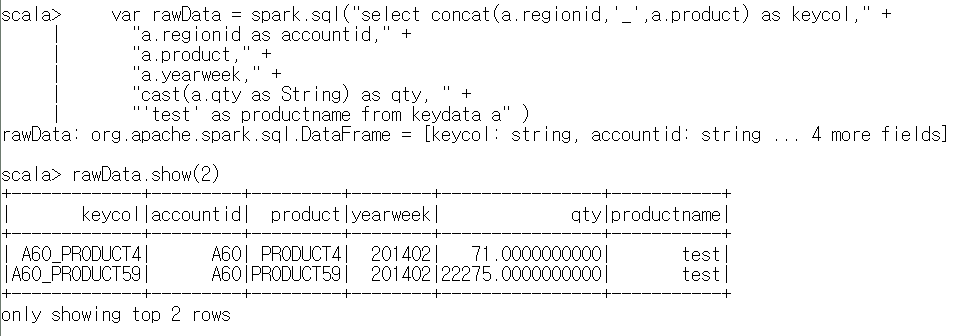 scala>     var rawData = spark.sql("select concat(a.regionid,'_',a.product) as keycol," +
     |       "a.regionid as accountid," +
     |       "a.product," +
     |       "a.yearweek," +
     |       "cast(a.qty as String) as qty, " +
     |       "'test' as productname from keydata a" )
rawData: org.apache.spark.sql.DataFrame = [keycol: string, accountid: string ... 4 more fields]
scala> rawData.show(2)
+-------------+---------+---------+--------+----------------+-----------+
|       keycol|accountid|  product|yearweek|             qty|productname|
+-------------+---------+---------+--------+----------------+-----------+
| A60_PRODUCT4|      A60| PRODUCT4|  201402|   71.0000000000|       test|
|A60_PRODUCT59|      A60|PRODUCT59|  201402|22275.0000000000|       test|
+-------------+---------+---------+--------+----------------+-----------+
only showing top 2 rows